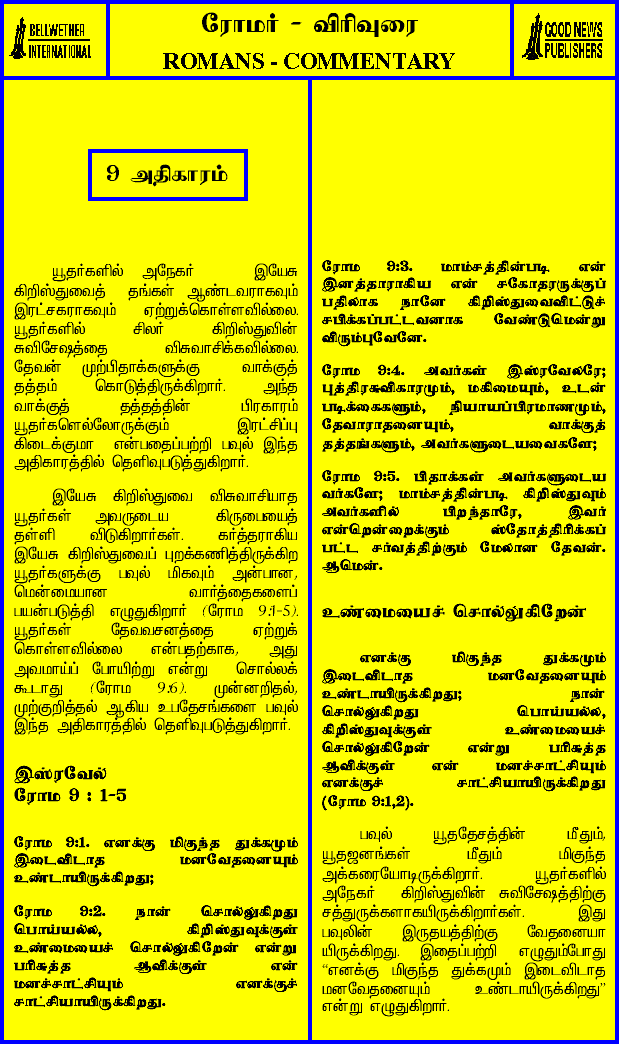 BELLWETHER
INTERNATIONAL
ரோமர் - விரிவுரை
ROMANS - COMMENTARY
GOOD NEWS
PUBLISHERS
9 அதிகாரம்
யூதர்களில் அநேகர் இயேசு
கிறிஸ்துவைத் தங்கள் ஆண்டவராகவும்
இரட்சகராகவும் ஏற்றுக்கொள்ளவில்லை.
யூதர்களில் சிலர் கிறிஸ்துவின்
சுவிசேஷத்தை விசுவாசிக்கவில்லை.
தேவன் முற்பிதாக்களுக்கு வாக்குத்
தத்தம் கொடுத்திருக்கிறார். அந்த
வாக்குத் தத்தத்தின் பிரகாரம்
யூதர்களெல்லோருக்கும் இரட்சிப்பு
கிடைக்குமா என்பதைப்பற்றி பவுல் இந்த
அதிகாரத்தில் தெளிவுபடுத்துகிறார்.
இயேசு கிறிஸ்துவை விசுவாசியாத
யூதர்கள் அவருடைய கிருபையைத்
தள்ளி விடுகிறார்கள். கர்த்தராகிய
இயேசு கிறிஸ்துவைப் புறக்கணித்திருக்கிற
யூதர்களுக்கு பவுல் மிகவும் அன்பான,
மென்மையான வார்த்தைகளைப்
பயன்படுத்தி எழுதுகிறார் (ரோம 9:1-5).
யூதர்கள் தேவவசனத்தை ஏற்றுக்
கொள்ளவில்லை என்பதற்காக, அது
அவமாய்ப் போயிற்று என்று சொல்லக்
கூடாது (ரோம 9:6). முன்னறிதல்,
முற்குறித்தல் ஆகிய உபதேசங்களை பவுல்
இந்த அதிகாரத்தில் தெளிவுபடுத்துகிறார்.
இஸ்ரவேல்
ரோம 9 : 1-5
ரோம 9:1. எனக்கு மிகுந்த துக்கமும்
இடைவிடாத மனவேதனையும்
உண்டாயிருக்கிறது;
ரோம 9:2. நான் சொல்லுகிறது
பொய்யல்ல, கிறிஸ்துவுக்குள்
உண்மையைச் சொல்லுகிறேன் என்று
பரிசுத்த ஆவிக்குள் என்
மனச்சாட்சியும் எனக்குச்
சாட்சியாயிருக்கிறது.
ரோம 9:3. மாம்சத்தின்படி என்
இனத்தாராகிய என் சகோதரருக்குப்
பதிலாக நானே கிறிஸ்துவைவிட்டுச்
சபிக்கப்பட்டவனாக வேண்டுமென்று
விரும்புவேனே.
ரோம 9:4. அவர்கள் இஸ்ரவேலரே;
புத்திரசுவிகாரமும், மகிமையும், உடன்
படிக்கைகளும், நியாயப்பிரமாணமும்,
தேவாராதனையும், வாக்குத்
தத்தங்களும், அவர்களுடையவைகளே;
ரோம 9:5. பிதாக்கள் அவர்களுடைய
வர்களே; மாம்சத்தின்படி கிறிஸ்துவும்
அவர்களில் பிறந்தாரே, இவர்
என்றென்றைக்கும் ஸ்தோத்திரிக்கப்
பட்ட சர்வத்திற்கும் மேலான தேவன்.
ஆமென்.
உண்மையைச் சொல்லுகிறேன்
எனக்கு மிகுந்த துக்கமும்
இடைவிடாத மனவேதனையும்
உண்டாயிருக்கிறது; நான்
சொல்லுகிறது பொய்யல்ல,
கிறிஸ்துவுக்குள் உண்மையைச்
சொல்லுகிறேன் என்று பரிசுத்த
ஆவிக்குள் என் மனச்சாட்சியும்
எனக்குச் சாட்சியாயிருக்கிறது
(ரோம 9:1,2).
பவுல் யூததேசத்தின் மீதும்,
யூதஜனங்கள் மீதும் மிகுந்த
அக்கரையோடிருக்கிறார். யூதர்களில்
அநேகர் கிறிஸ்துவின் சுவிசேஷத்திற்கு
சத்துருக்களாகயிருக்கிறார்கள். இது
பவுலின் இருதயத்திற்கு வேதனையா
யிருக்கிறது. இதைப்பற்றி எழுதும்போது
“எனக்கு மிகுந்த துக்கமும் இடைவிடாத
மனவேதனையும் உண்டாயிருக்கிறது”
என்று எழுதுகிறார்.